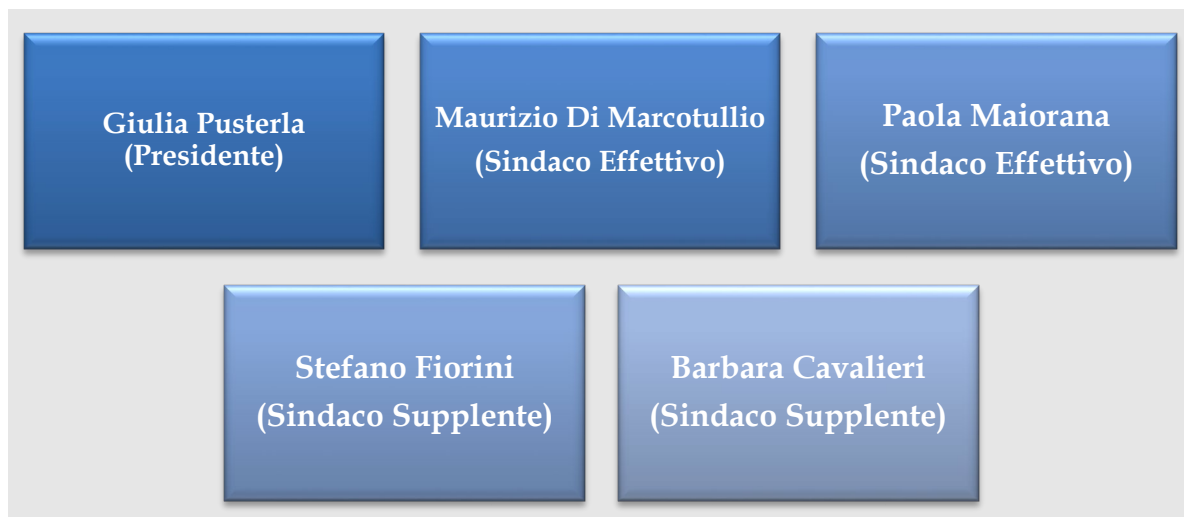 Giulia Pusterla
(Presidente)
Maurizio Di Marcotullio
(Sindaco Effettivo)
Paola Maiorana
(Sindaco Effettivo)
Stefano Fiorini
(Sindaco Supplente)
Barbara Cavalieri
(Sindaco Supplente)